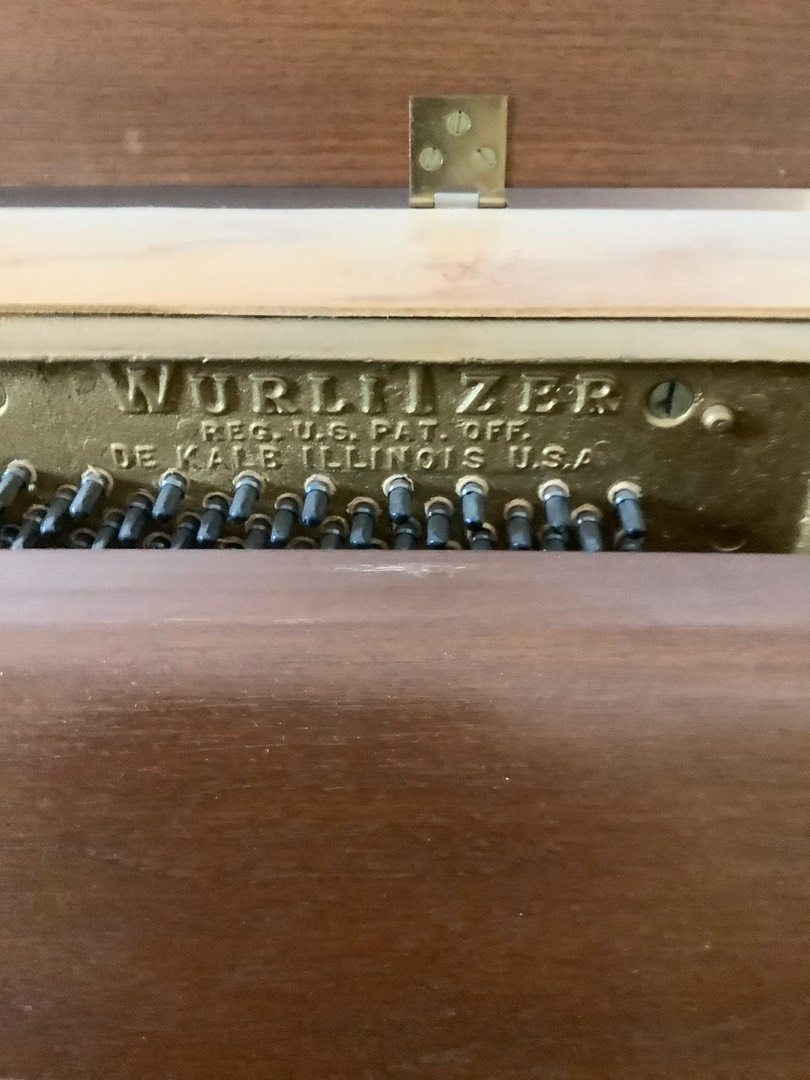 WURLITZER
REG. U.S. PAT. OFF.
DE KALB ILLINOIS U.S.A